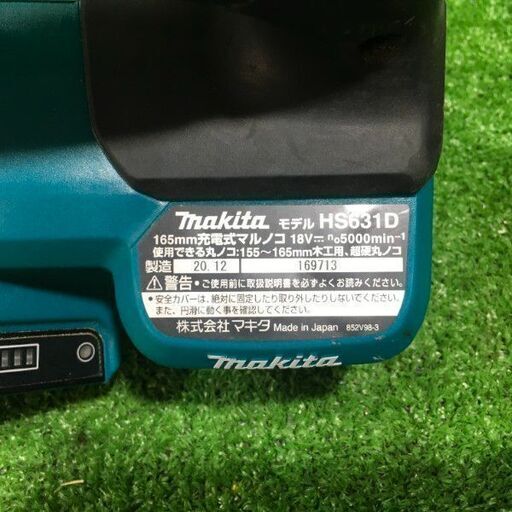 makita モデル HS631D
165mm充電式マルノコ 18V⎓ n₀5000min⁻¹
使用できる丸ノコ:155~165mm木工用、超硬丸ノコ
製造 20.12 169713
⚠警告 ●ご使用前に取扱説明書を必ずよくお読みください。
●安全カバーは、絶対に固定したり取り外したりしないでください。
また、円滑に動く事を確認してください。
株式会社マキタ Made in Japan 852V98-3
makita